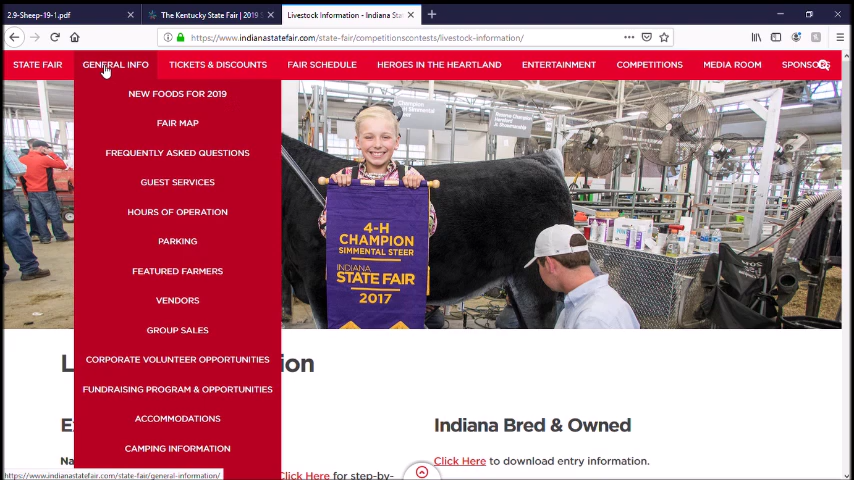 2.9-Sheep-19-1.pdf
The Kentucky State Fair | 2019 S
Livestock Information - Indiana Sta
https://www.indianastatefair.com/state-fair/competitionscontests/livestock-information/
STATE FAIR
GENERAL INFO
TICKETS & DISCOUNTS
FAIR SCHEDULE
HEROES IN THE HEARTLAND
ENTERTAINMENT
COMPETITIONS
MEDIA ROOM
SPONSORS
NEW FOODS FOR 2019
FAIR MAP
FREQUENTLY ASKED QUESTIONS
GUEST SERVICES
HOURS OF OPERATION
PARKING
FEATURED FARMERS
VENDORS
GROUP SALES
CORPORATE VOLUNTEER OPPORTUNITIES
FUNDRAISING PROGRAM & OPPORTUNITIES
ACCOMMODATIONS
CAMPING INFORMATION
Champion
4-H
CHAMPION
SIMMENTAL STEER
INDIANA
STATE FAIR
2017
L
ion
E
Na
Click Here for step-by-
Indiana Bred & Owned
Click Here to download entry information.
https://www.indianastatefair.com/state-fair/general-information/